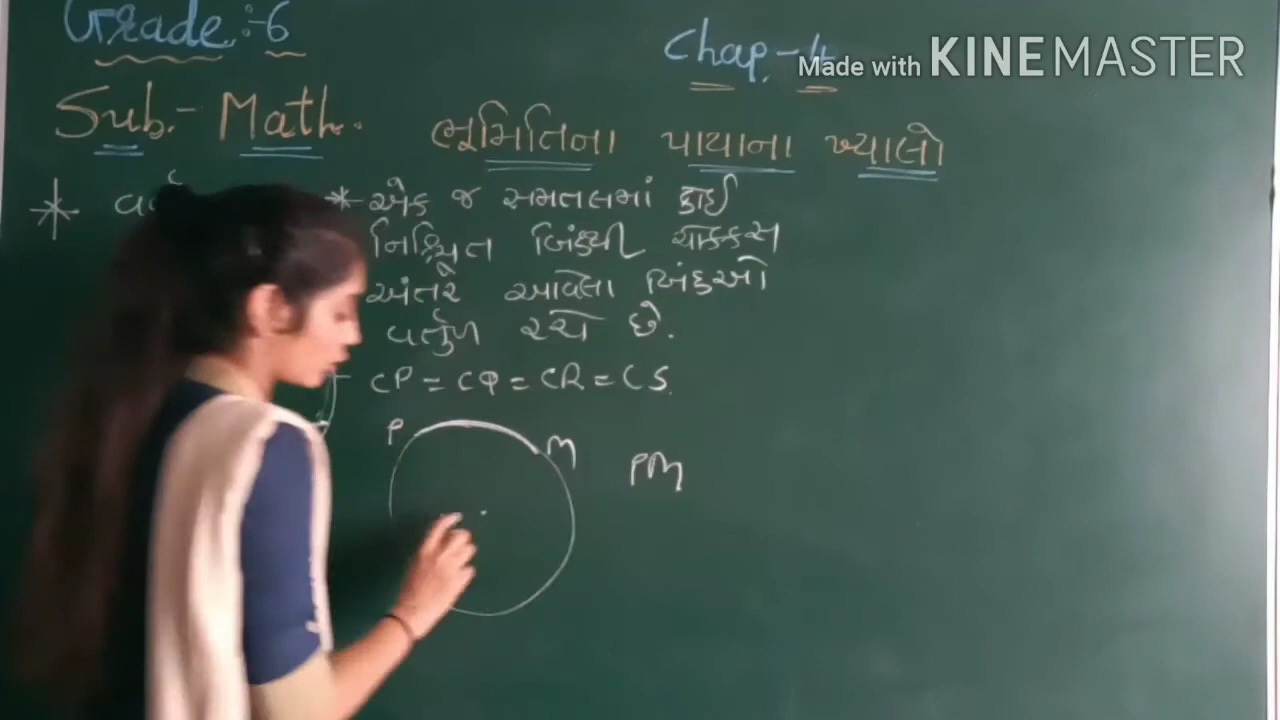 Grade :- 6
Chap. - 4
Made with KINEMASTER
Sub. - Math.
ભૂમિતિના પાયાના ખ્યાલો
* એક જ સમતલમાં કોઈ
નિશ્ચિત બિંદુથી ચોક્કસ
અંતરે આવેલા બિંદુઓ
વર્તુળ રચે છે.
CP = CQ = CR = CS.
P
M
PM